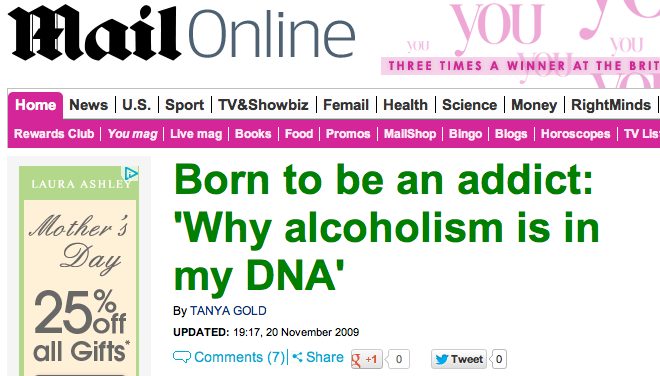 Mail Online
YOU
YOU
YOU
YOU
YOU
THREE TIMES A WINNER AT THE BRIT
Home News U.S. Sport TV&Showbiz Femail Health Science Money RightMinds
Rewards Club You mag Live mag Books Food Promos MailShop Bingo Blogs Horoscopes TV Lis
LAURA ASHLEY
Mother's
Day
25%
off
all Gifts*
Born to be an addict:
'Why alcoholism is in
my DNA'
By TANYA GOLD
UPDATED: 19:17, 20 November 2009
Comments (7) Share g +1 0 Tweet 0